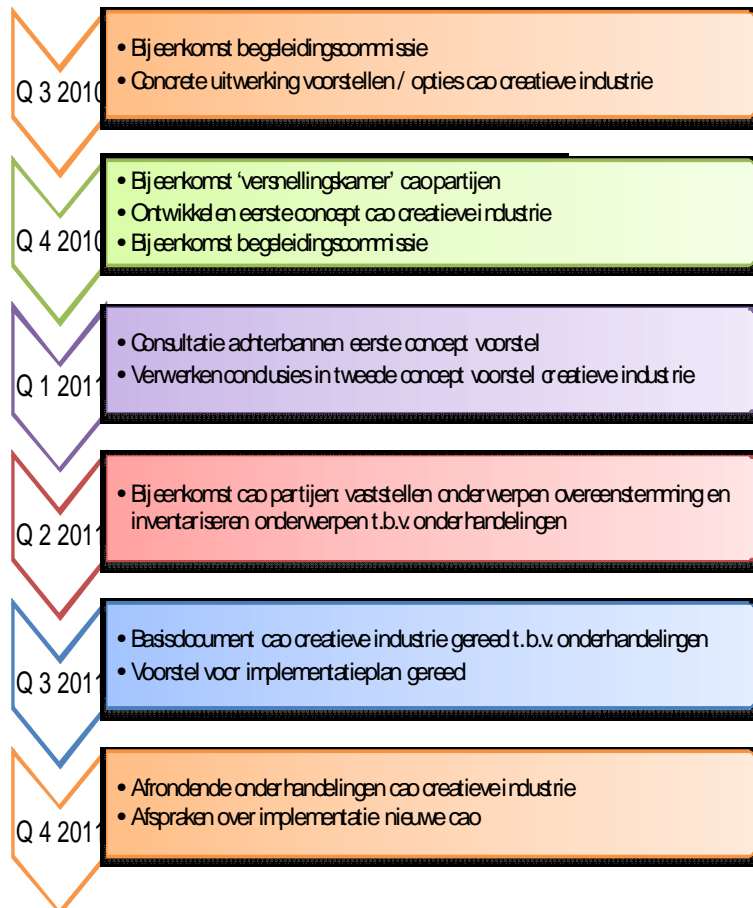 Q 3 2010
• Bijeenkomst begeleidingscommissie
• Concrete uitwerking voorstellen / opties cao creatieve industrie
Q 4 2010
• Bijeenkomst ‘versnellingskamer’ cao partijen
• Ontwikkelen eerste concept cao creatieve industrie
• Bijeenkomst begeleidingscommissie
Q 1 2011
• Consultatie achterbannen eerste concept voorstel
• Verwerken conclusies in tweede concept voorstel creatieve industrie
Q 2 2011
• Bijeenkomst cao partijen: vaststellen onderwerpen overeenstemming en
inventariseren onderwerpen t.b.v. onderhandelingen
Q 3 2011
• Basisdocument cao creatieve industrie gereed t.b.v. onderhandelingen
• Voorstel voor implementatieplan gereed
Q 4 2011
• Afrondende onderhandelingen cao creatieve industrie
• Afspraken over implementatie nieuwe cao